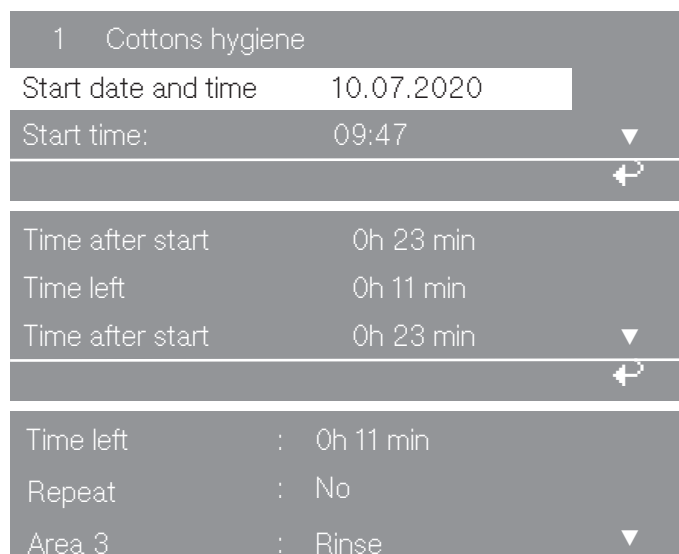 1 Cottons hygiene
Start date and time 10.07.2020
Start time: 09:47
Time after start 0h 23 min
Time left 0h 11 min
Time after start 0h 23 min
Time left : 0h 11 min
Repeat : No
Area 3 : Rinse